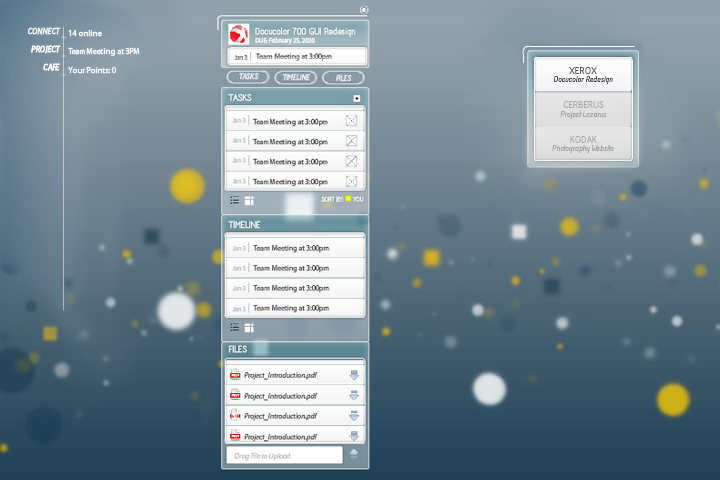 CONNECT 14 online
PROJECT Team Meeting at 3PM
CAFE Your Points: 0
Docucolor 700 GUI Redesign
DUE: February 25, 2020
Jan 3 Team Meeting at 3:00pm
TASKS TIMELINE FILES
TASKS
Jan 3 Team Meeting at 3:00pm
Jan 3 Team Meeting at 3:00pm
Jan 3 Team Meeting at 3:00pm
Jan 3 Team Meeting at 3:00pm
SORT BY: YOU
TIMELINE
Jan 3 Team Meeting at 3:00pm
Jan 3 Team Meeting at 3:00pm
Jan 3 Team Meeting at 3:00pm
Jan 3 Team Meeting at 3:00pm
FILES
Project_Introduction.pdf
Project_Introduction.pdf
Project_Introduction.pdf
Project_Introduction.pdf
Drag File to Upload
XEROX
Docucolor Redesign
CERBERUS
Project Lazarus
KODAK
Photography Website